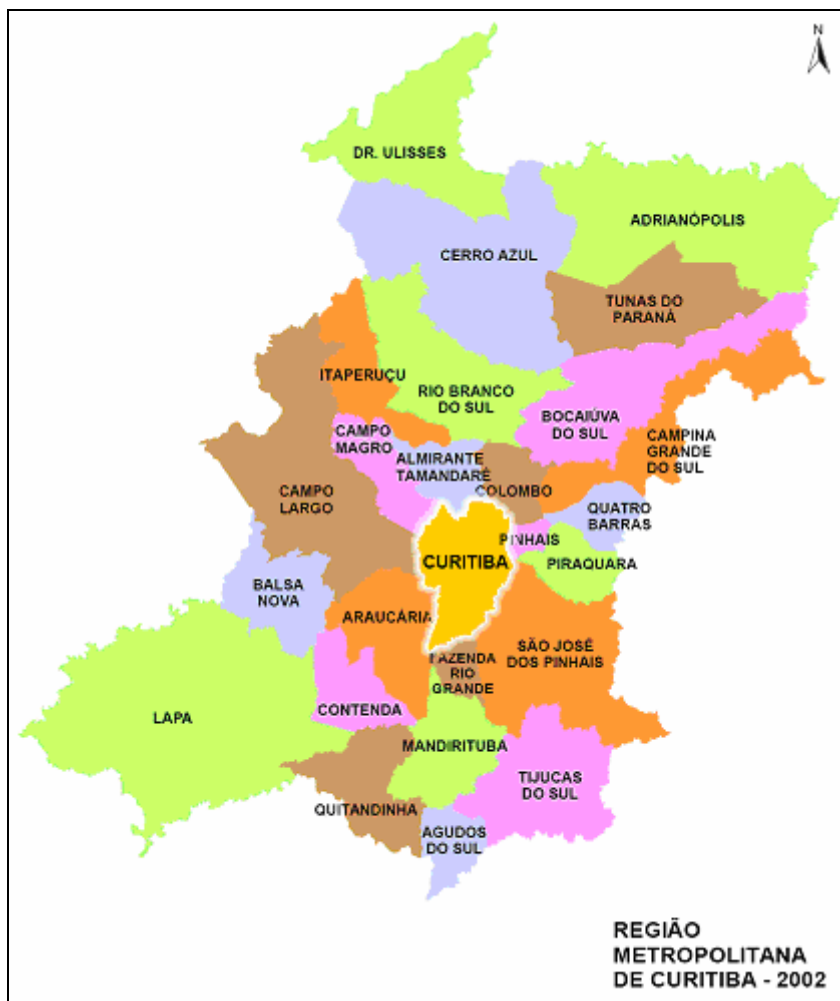 N
DR. ULISSES
ADRIANÓPOLIS
CERRO AZUL
TUNAS DO
PARANÁ
ITAPERUÇU
RIO BRANCO
DO SUL
BOCAIÚVA
DO SUL
CAMPO
MAGRO
CAMPINA
GRANDE
DO SUL
ALMIRANTE
TAMANDARÉ
COLOMBO
CAMPO
LARGO
QUATRO
BARRAS
PINHAIS
CURITIBA
PIRAQUARA
BALSA
NOVA
ARAUCÁRIA
SÃO JOSÉ
DOS PINHAIS
FAZENDA
RIO
GRANDE
LAPA
CONTENDA
MANDIRITUBA
TIJUCAS
DO SUL
QUITANDINHA
AGUDOS
DO SUL
REGIÃO
METROPOLITANA
DE CURITIBA - 2002